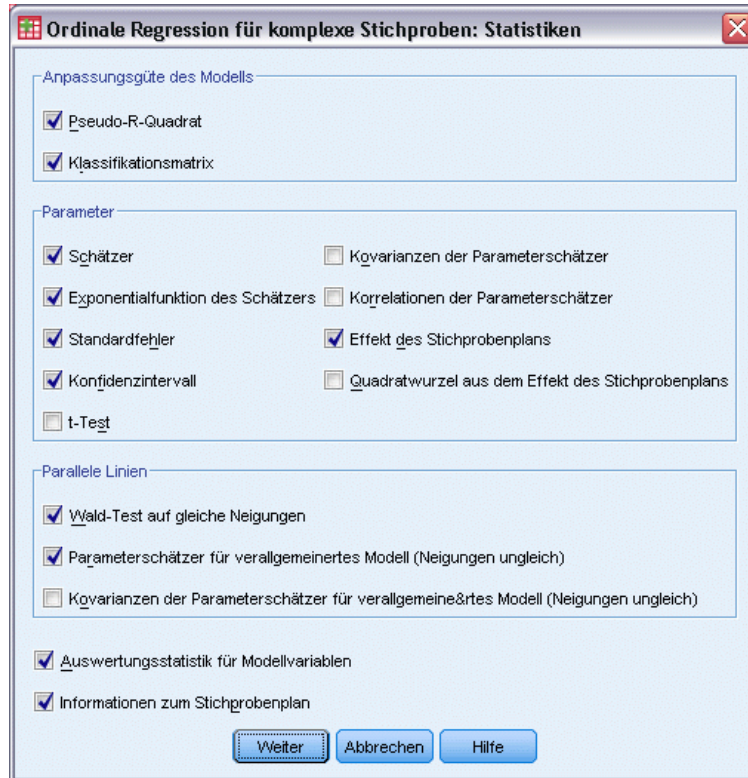 Ordinale Regression für komplexe Stichproben: Statistiken
Anpassungsgüte des Modells
Pseudo-R-Quadrat
Klassifikationsmatrix
Parameter
Schätzer
Kovarianzen der Parameterschätzer
Exponentialfunktion des Schätzers
Korrelationen der Parameterschätzer
Standardfehler
Effekt des Stichprobenplans
Konfidenzintervall
Quadratwurzel aus dem Effekt des Stichprobenplans
t-Test
Parallele Linien
Wald-Test auf gleiche Neigungen
Parameterschätzer für verallgemeinertes Modell (Neigungen ungleich)
Kovarianzen der Parameterschätzer für verallgemeine&rtes Modell (Neigungen ungleich)
Auswertungsstatistik für Modellvariablen
Informationen zum Stichprobenplan
Weiter
Abbrechen
Hilfe